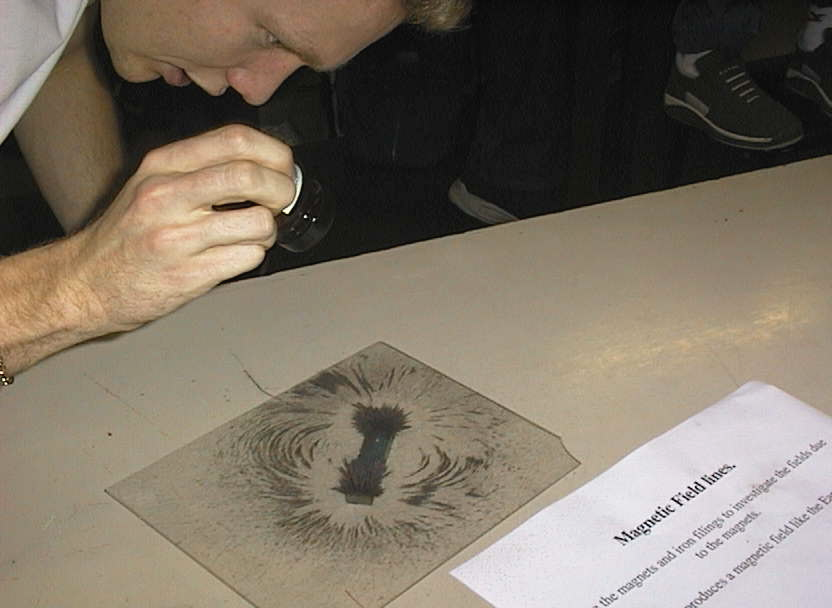 Magnetic Field lines.
the magnets and iron filings to investigate the fields due
to the magnets.
produces a magnetic field like the